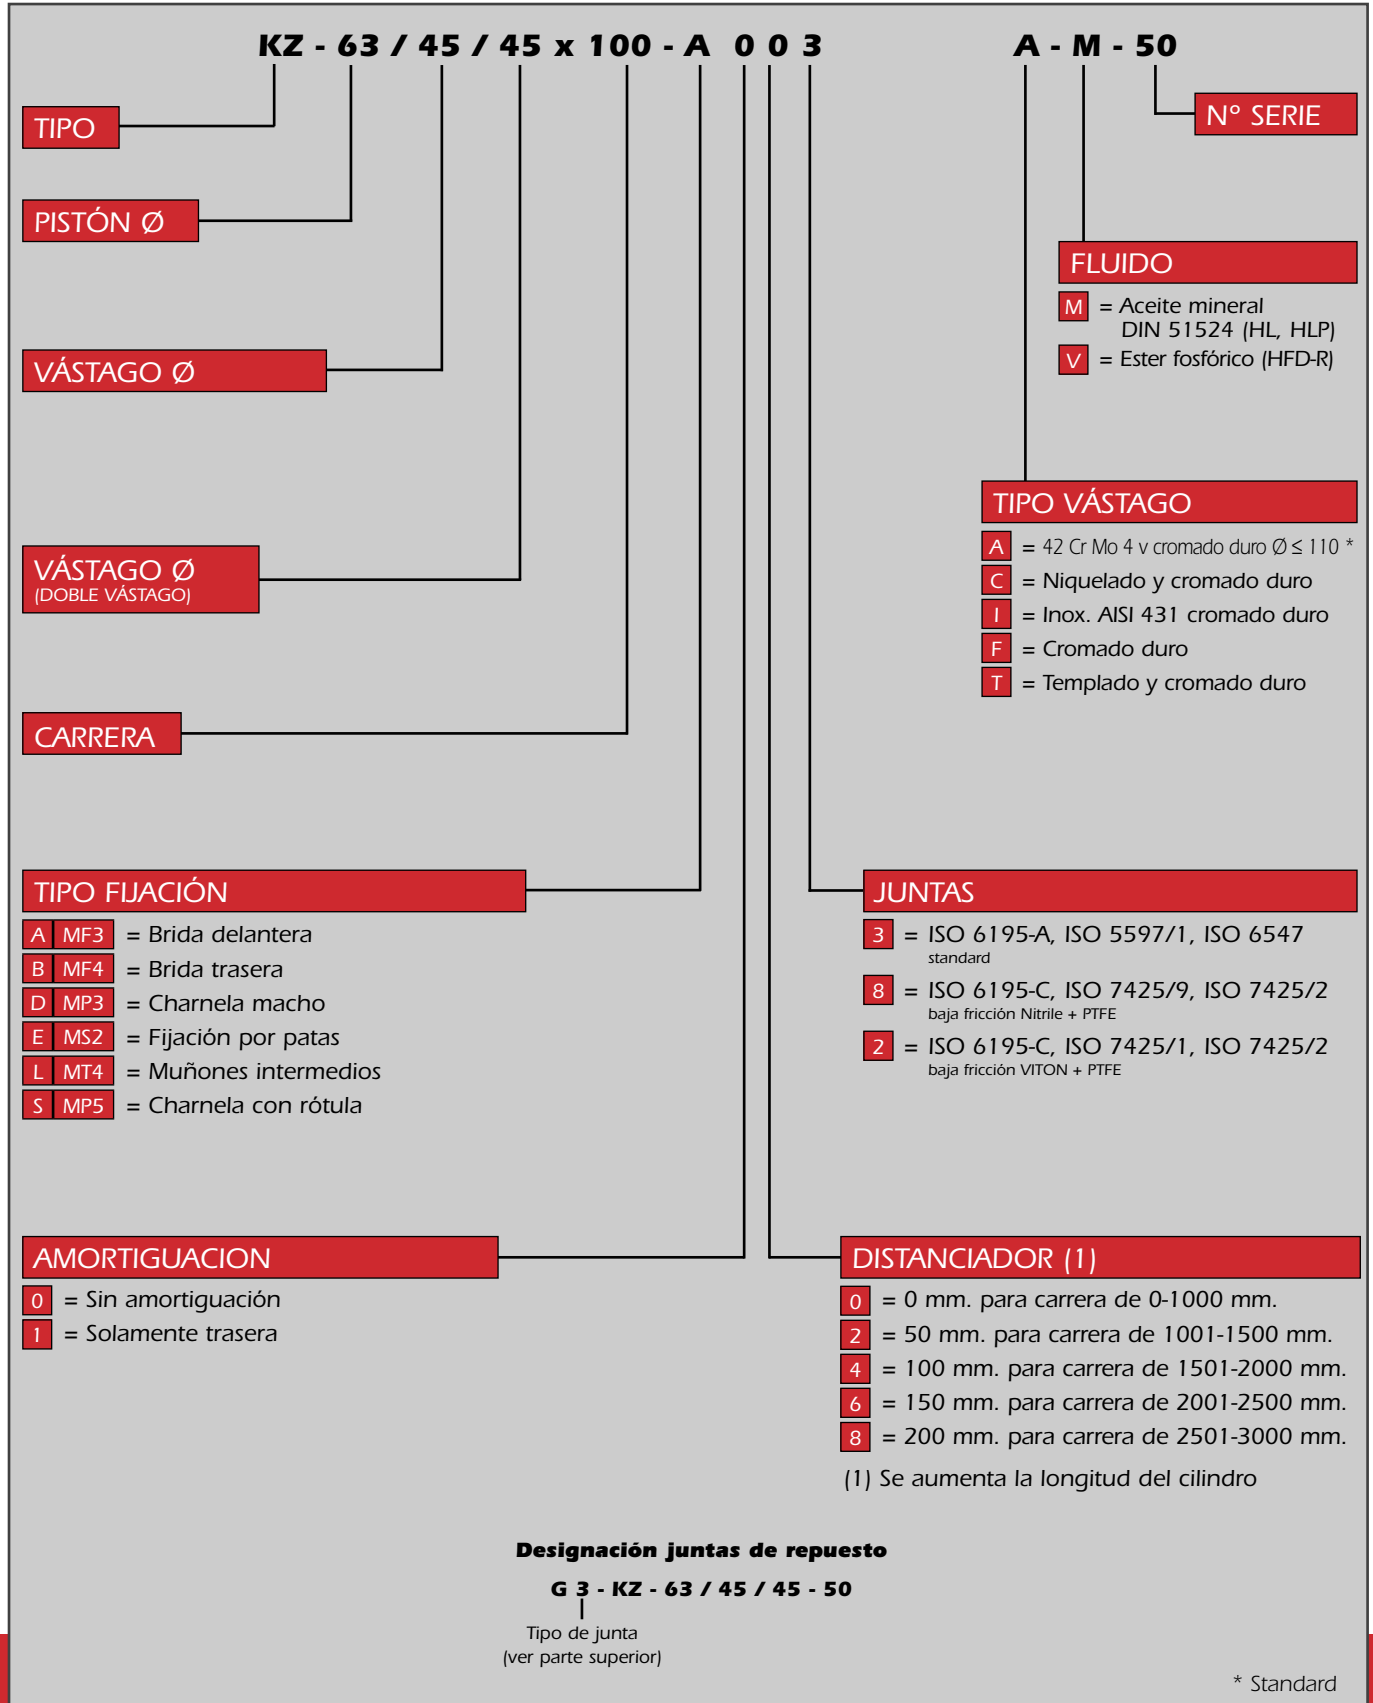 KZ - 63 / 45 / 45 x 100 - A 0 0 3 A - M - 50
TIPO
Nº SERIE
PISTÓN Ø
FLUIDO
M = Aceite mineral
DIN 51524 (HL, HLP)
V = Ester fosfórico (HFD-R)
VÁSTAGO Ø
TIPO VÁSTAGO
A = 42 Cr Mo 4 v cromado duro Ø ≤ 110 *
C = Niquelado y cromado duro
I = Inox. AISI 431 cromado duro
F = Cromado duro
T = Templado y cromado duro
VÁSTAGO Ø
(DOBLE VÁSTAGO)
CARRERA
TIPO FIJACIÓN
A MF3 = Brida delantera
B MF4 = Brida trasera
D MP3 = Charnela macho
E MS2 = Fijación por patas
L MT4 = Muñones intermedios
S MP5 = Charnela con rótula
JUNTAS
3 = ISO 6195-A, ISO 5597/1, ISO 6547
standard
8 = ISO 6195-C, ISO 7425/9, ISO 7425/2
baja fricción Nitrile + PTFE
2 = ISO 6195-C, ISO 7425/1, ISO 7425/2
baja fricción VITON + PTFE
AMORTIGUACION
0 = Sin amortiguación
1 = Solamente trasera
DISTANCIADOR (1)
0 = 0 mm. para carrera de 0-1000 mm.
2 = 50 mm. para carrera de 1001-1500 mm.
4 = 100 mm. para carrera de 1501-2000 mm.
6 = 150 mm. para carrera de 2001-2500 mm.
8 = 200 mm. para carrera de 2501-3000 mm.
(1) Se aumenta la longitud del cilindro
Designación juntas de repuesto
G 3 - KZ - 63 / 45 / 45 - 50
Tipo de junta
(ver parte superior)
* Standard